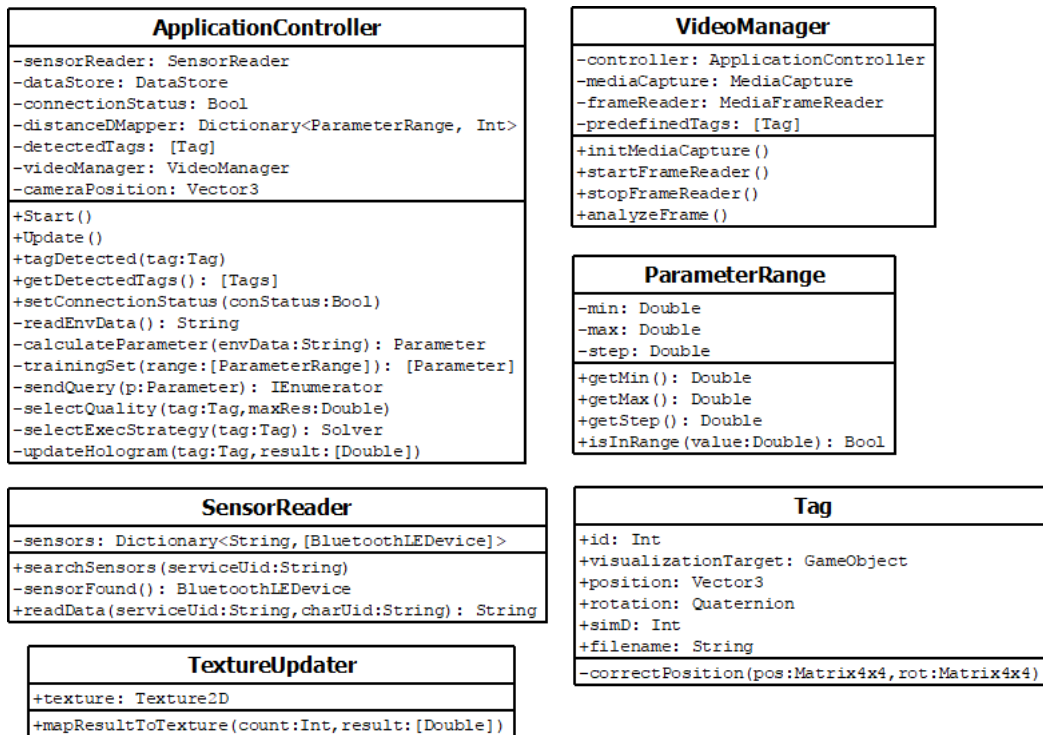 ApplicationController
-sensorReader: SensorReader
-dataStore: DataStore
-connectionStatus: Bool
-distanceDMapper: Dictionary<ParameterRange, Int>
-detectedTags: [Tag]
-videoManager: VideoManager
-cameraPosition: Vector3
+Start()
+Update()
+tagDetected(tag:Tag)
+getDetectedTags(): [Tags]
+setConnectionStatus(conStatus:Bool)
-readEnvData(): String
-calculateParameter(envData:String): Parameter
-trainingSet(range:[ParameterRange]): [Parameter]
-sendQuery(p:Parameter): IEnumerator
-selectQuality(tag:Tag,maxRes:Double)
-selectExecStrategy(tag:Tag): Solver
-updateHologram(tag:Tag,result:[Double])
VideoManager
-controller: ApplicationController
-mediaCapture: MediaCapture
-frameReader: MediaFrameReader
-predefinedTags: [Tag]
+initMediaCapture()
+startFrameReader()
+stopFrameReader()
+analyzeFrame()
ParameterRange
-min: Double
-max: Double
-step: Double
+getMin(): Double
+getMax(): Double
+getStep(): Double
+isInRange(value:Double): Bool
SensorReader
-sensors: Dictionary<String,[BluetoothLEDevice]>
+searchSensors(serviceUid:String)
-sensorFound(): BluetoothLEDevice
+readData(serviceUid:String,charUid:String): String
Tag
+id: Int
+visualizationTarget: GameObject
+position: Vector3
+rotation: Quaternion
+simD: Int
+filename: String
-correctPosition(pos:Matrix4x4,rot:Matrix4x4)
TextureUpdater
+texture: Texture2D
+mapResultToTexture(count:Int,result:[Double])